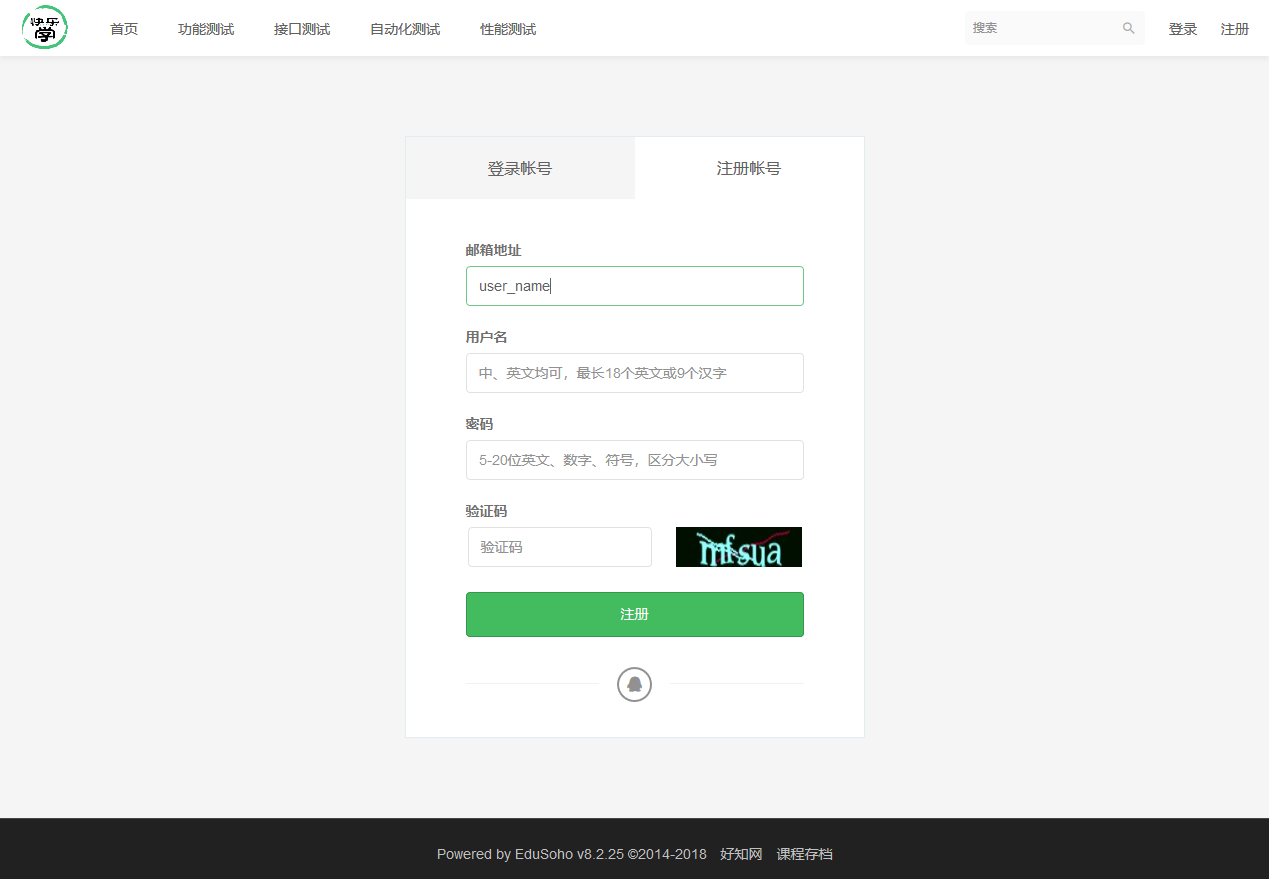 快乐学
首页 功能测试 接口测试 自动化测试 性能测试 搜索 登录 注册
登录帐号 注册帐号
邮箱地址
user_name
用户名
中、英文均可，最长18个英文或9个汉字
密码
5-20位英文、数字、符号，区分大小写
验证码
验证码 mfsya
注册
Powered by EduSoho v8.2.25 ©2014-2018 好知网 课程存档